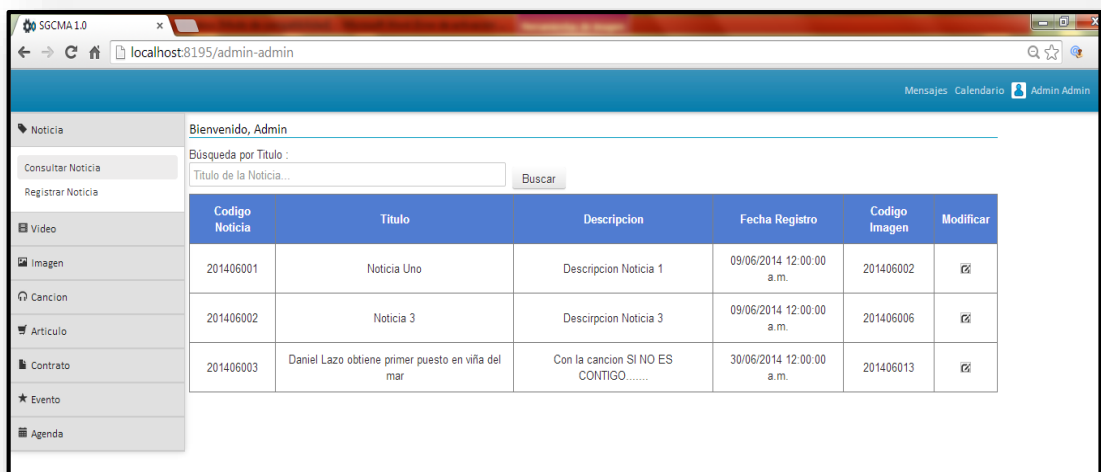 SGCMA 1.0
localhost:8195/admin-admin
Mensajes Calendario Admin Admin
Noticia
Consultar Noticia
Registrar Noticia
Video
Imagen
Cancion
Articulo
Contrato
Evento
Agenda
Bienvenido, Admin
Búsqueda por Titulo :
Titulo de la Noticia...
Buscar
Codigo Noticia Titulo Descripcion Fecha Registro Codigo Imagen Modificar
201406001 Noticia Uno Descripcion Noticia 1 09/06/2014 12:00:00 a.m. 201406002
201406002 Noticia 3 Descirpcion Noticia 3 09/06/2014 12:00:00 a.m. 201406006
201406003 Daniel Lazo obtiene primer puesto en viña del mar Con la cancion SI NO ES CONTIGO....... 30/06/2014 12:00:00 a.m. 201406013